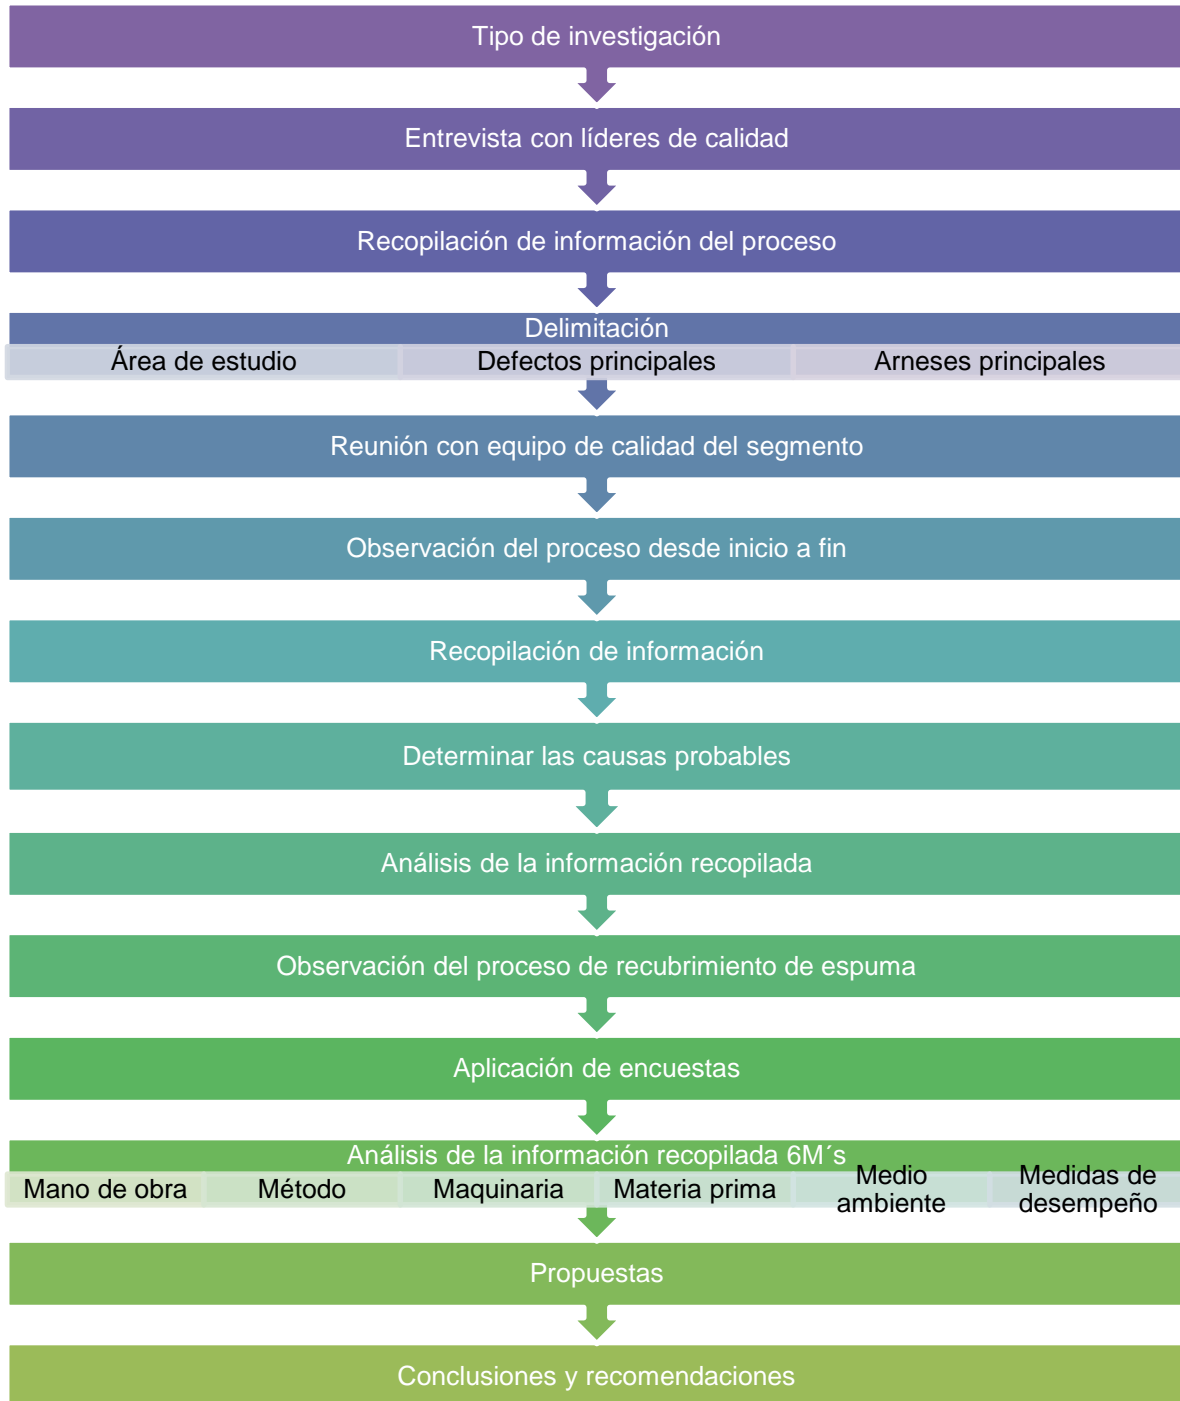 Tipo de investigación
Entrevista con líderes de calidad
Recopilación de información del proceso
Delimitación
Área de estudio
Defectos principales
Arneses principales
Reunión con equipo de calidad del segmento
Observación del proceso desde inicio a fin
Recopilación de información
Determinar las causas probables
Análisis de la información recopilada
Observación del proceso de recubrimiento de espuma
Aplicación de encuestas
Análisis de la información recopilada 6M´s
Mano de obra
Método
Maquinaria
Materia prima
Medio
ambiente
Medidas de
desempeño
Propuestas
Conclusiones y recomendaciones